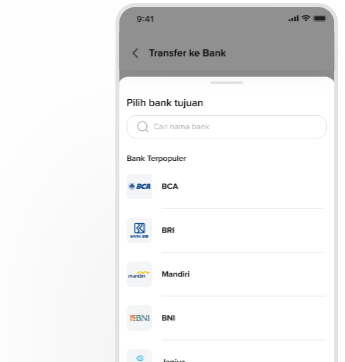 9:41
Transfer ke Bank
Pilih bank tujuan
Cari nama bank
Bank Terpopuler
BCA BCA
BANK BRI BRI
mandiri Mandiri
BNI BNI
Jenius